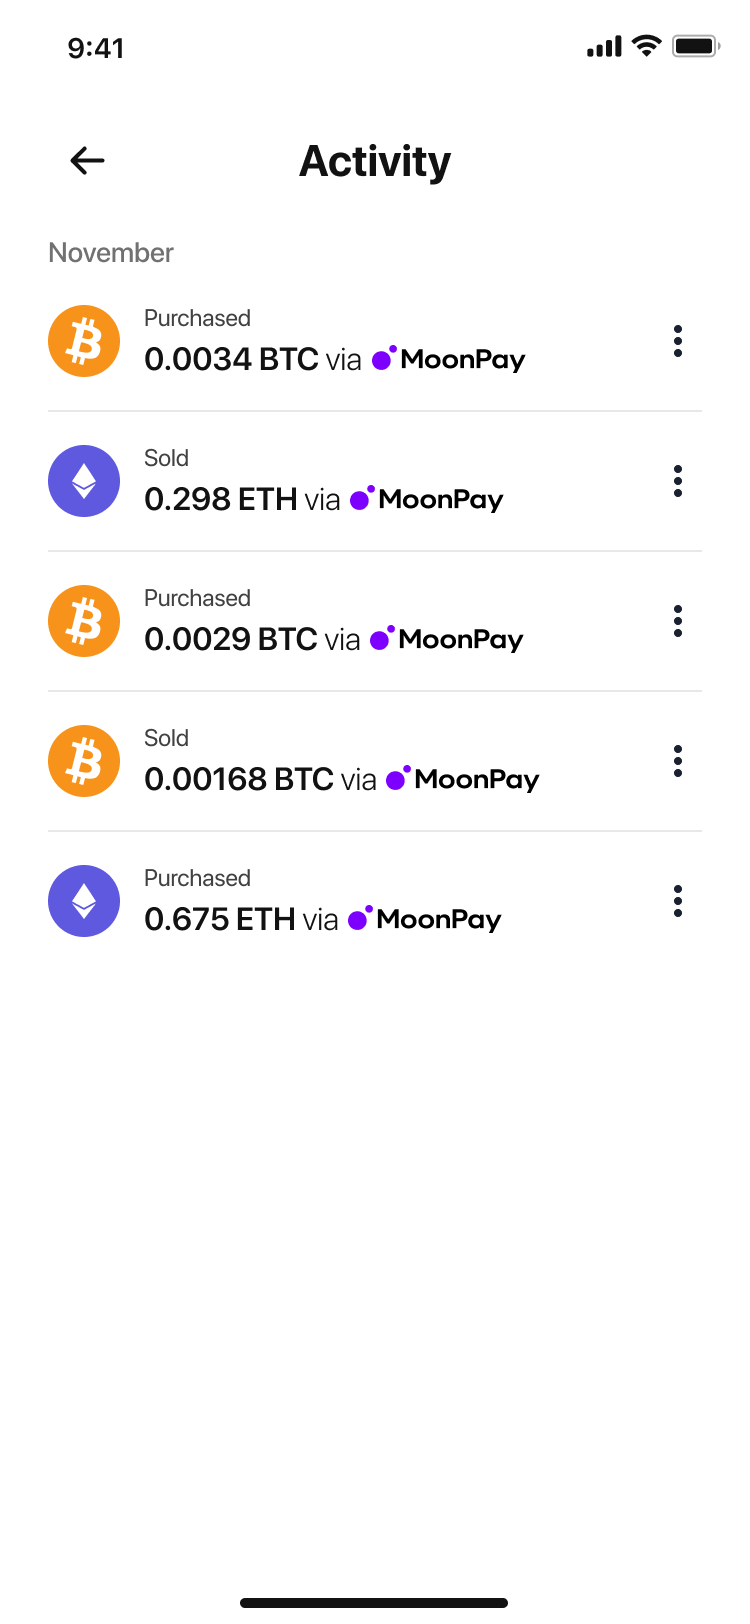 9:41
Activity
November
Purchased
0.0034 BTC via MoonPay
Sold
0.298 ETH via MoonPay
Purchased
0.0029 BTC via MoonPay
Sold
0.00168 BTC via MoonPay
Purchased
0.675 ETH via MoonPay